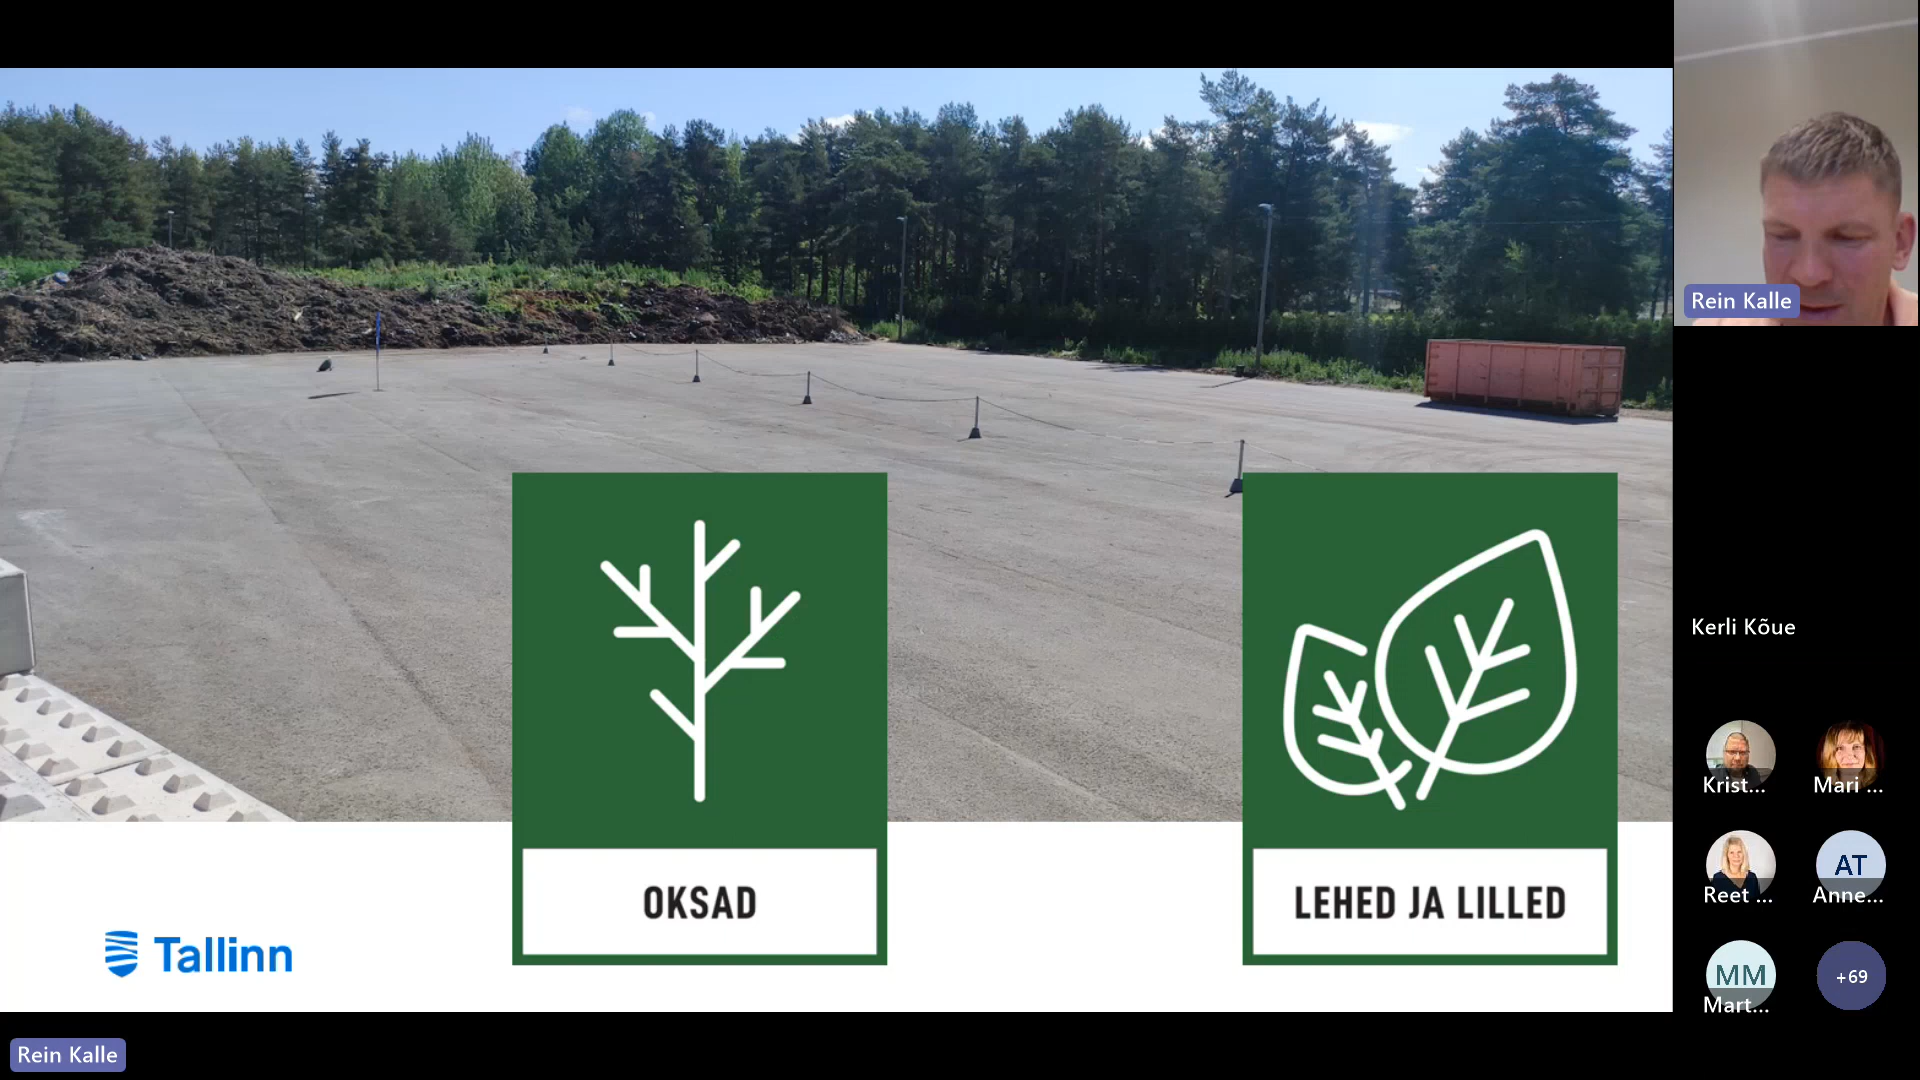 OKSAD
LEHED JA LILLED
Tallinn
Rein Kalle
Kerli Kõue
Krist...
Mari ...
Reet ...
AT
Anne...
MM
Mart...
+69
Rein Kalle